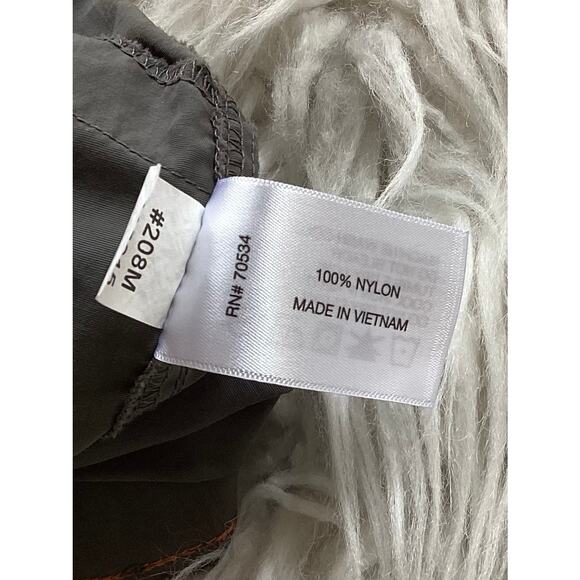 #208M
RN# 70534
100% NYLON
MADE IN VIETNAM